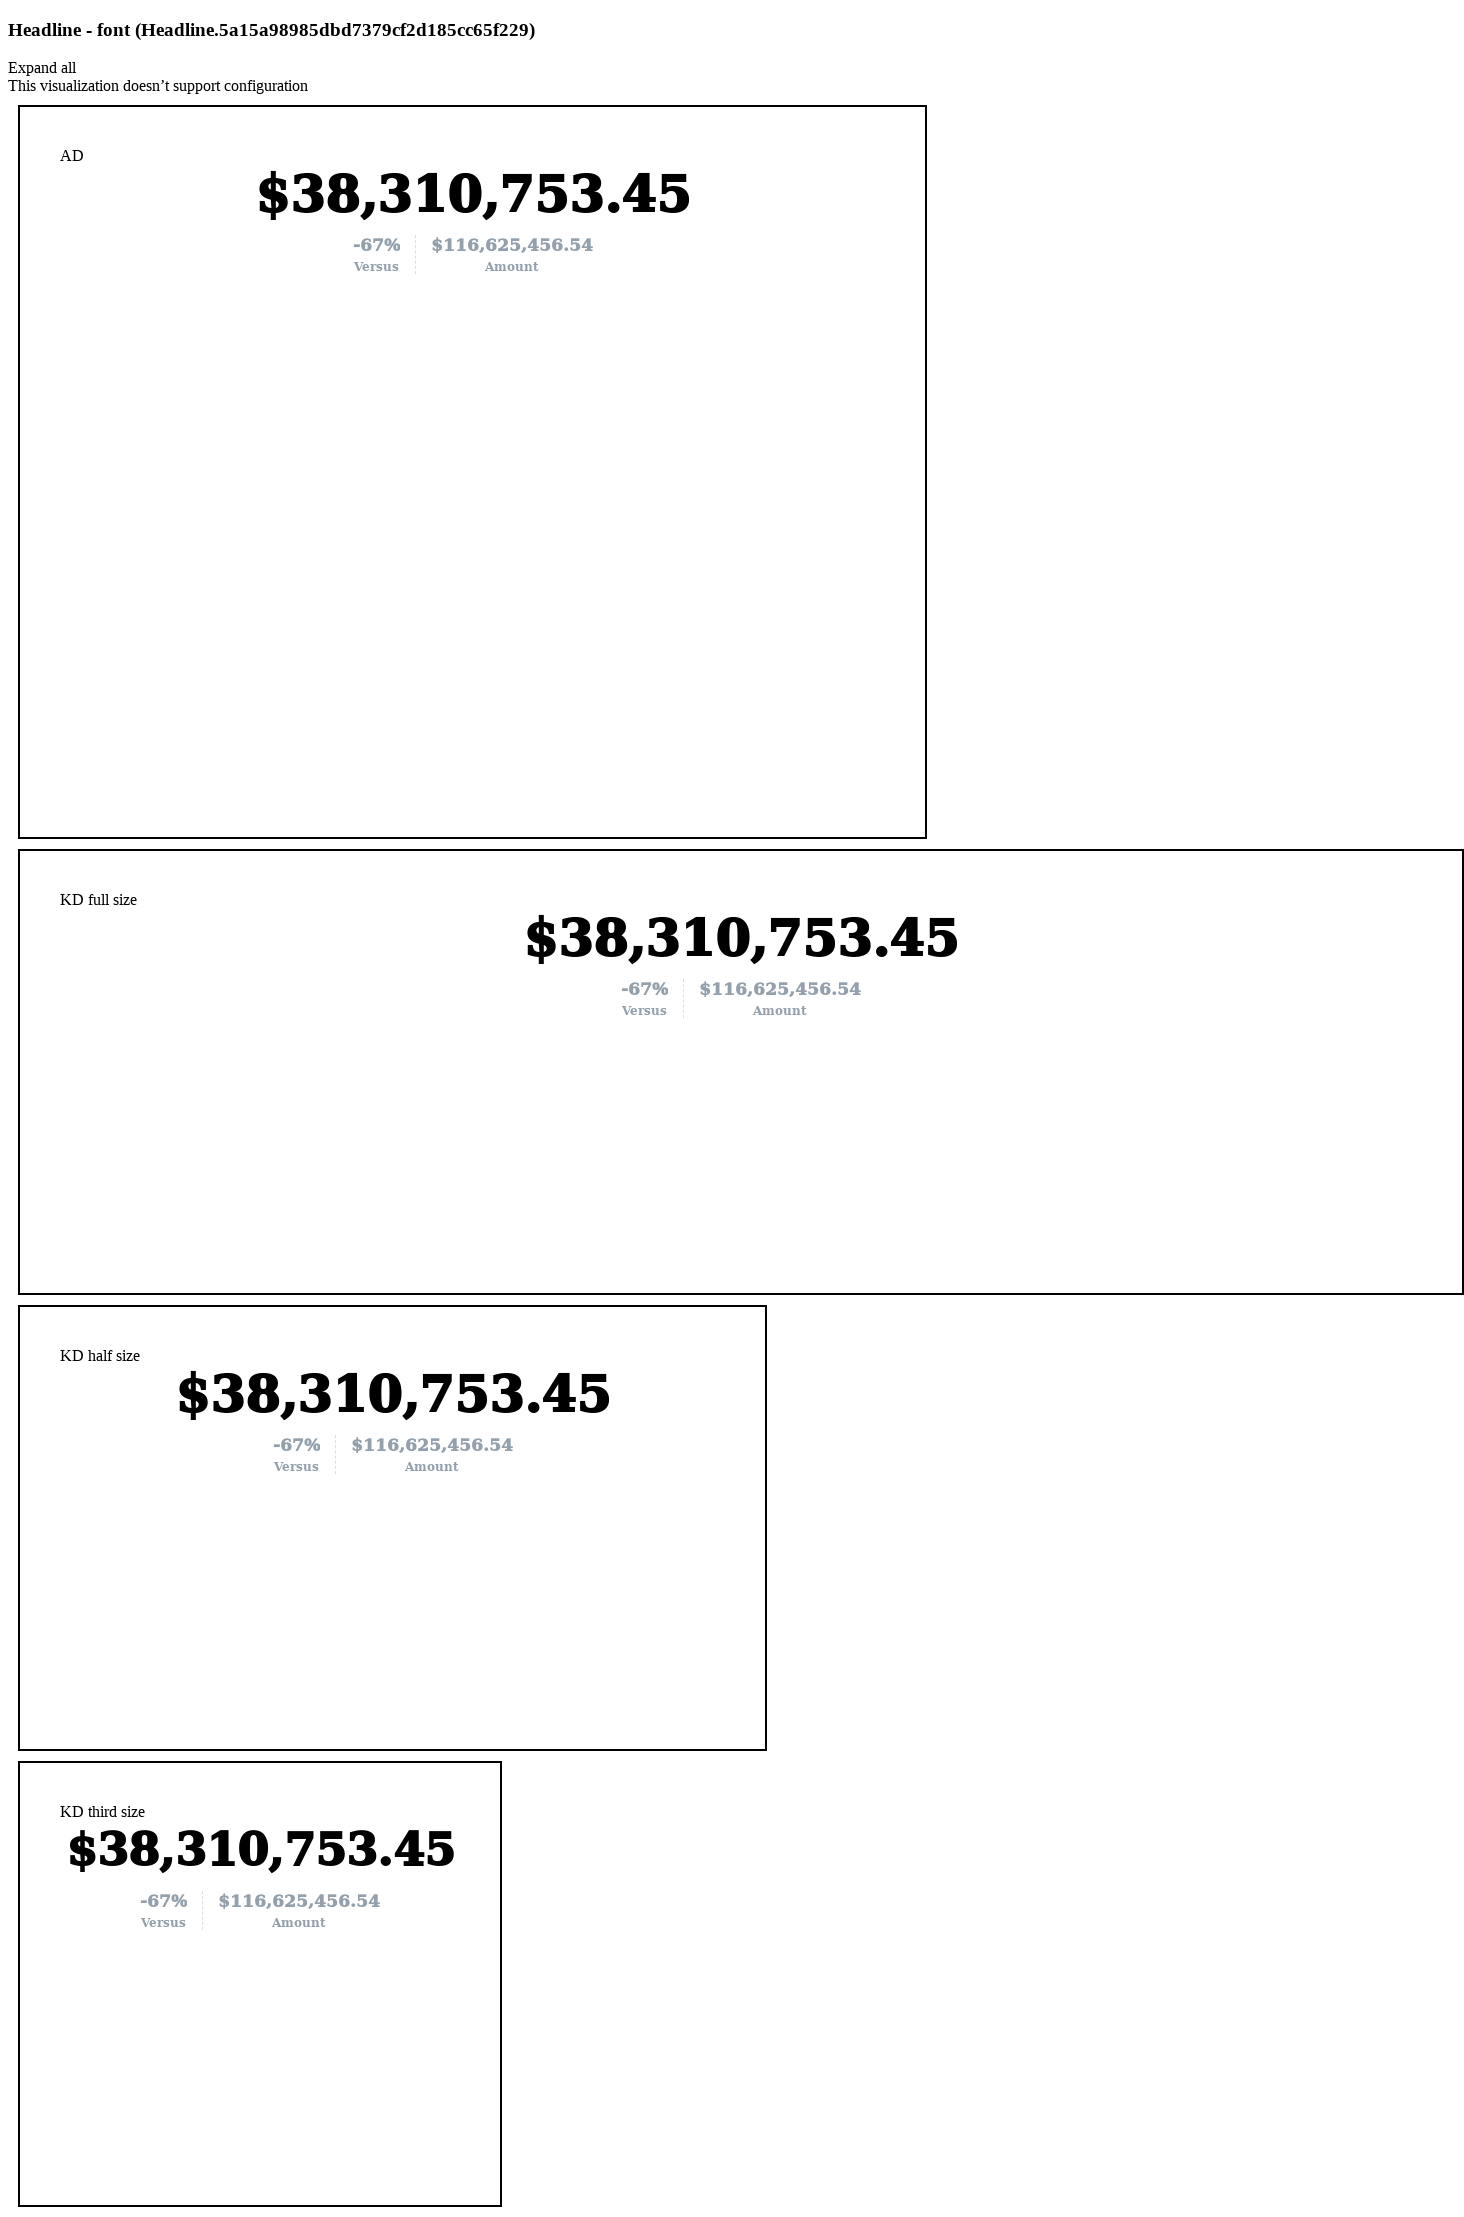 Headline - font (Headline.5a15a98985dbd7379cf2d185cc65f229)
Expand all
This visualization doesn’t support configuration
AD
$38,310,753.45
-67% $116,625,456.54
Versus Amount
KD full size
$38,310,753.45
-67% $116,625,456.54
Versus Amount
KD half size
$38,310,753.45
-67% $116,625,456.54
Versus Amount
KD third size
$38,310,753.45
-67% $116,625,456.54
Versus Amount